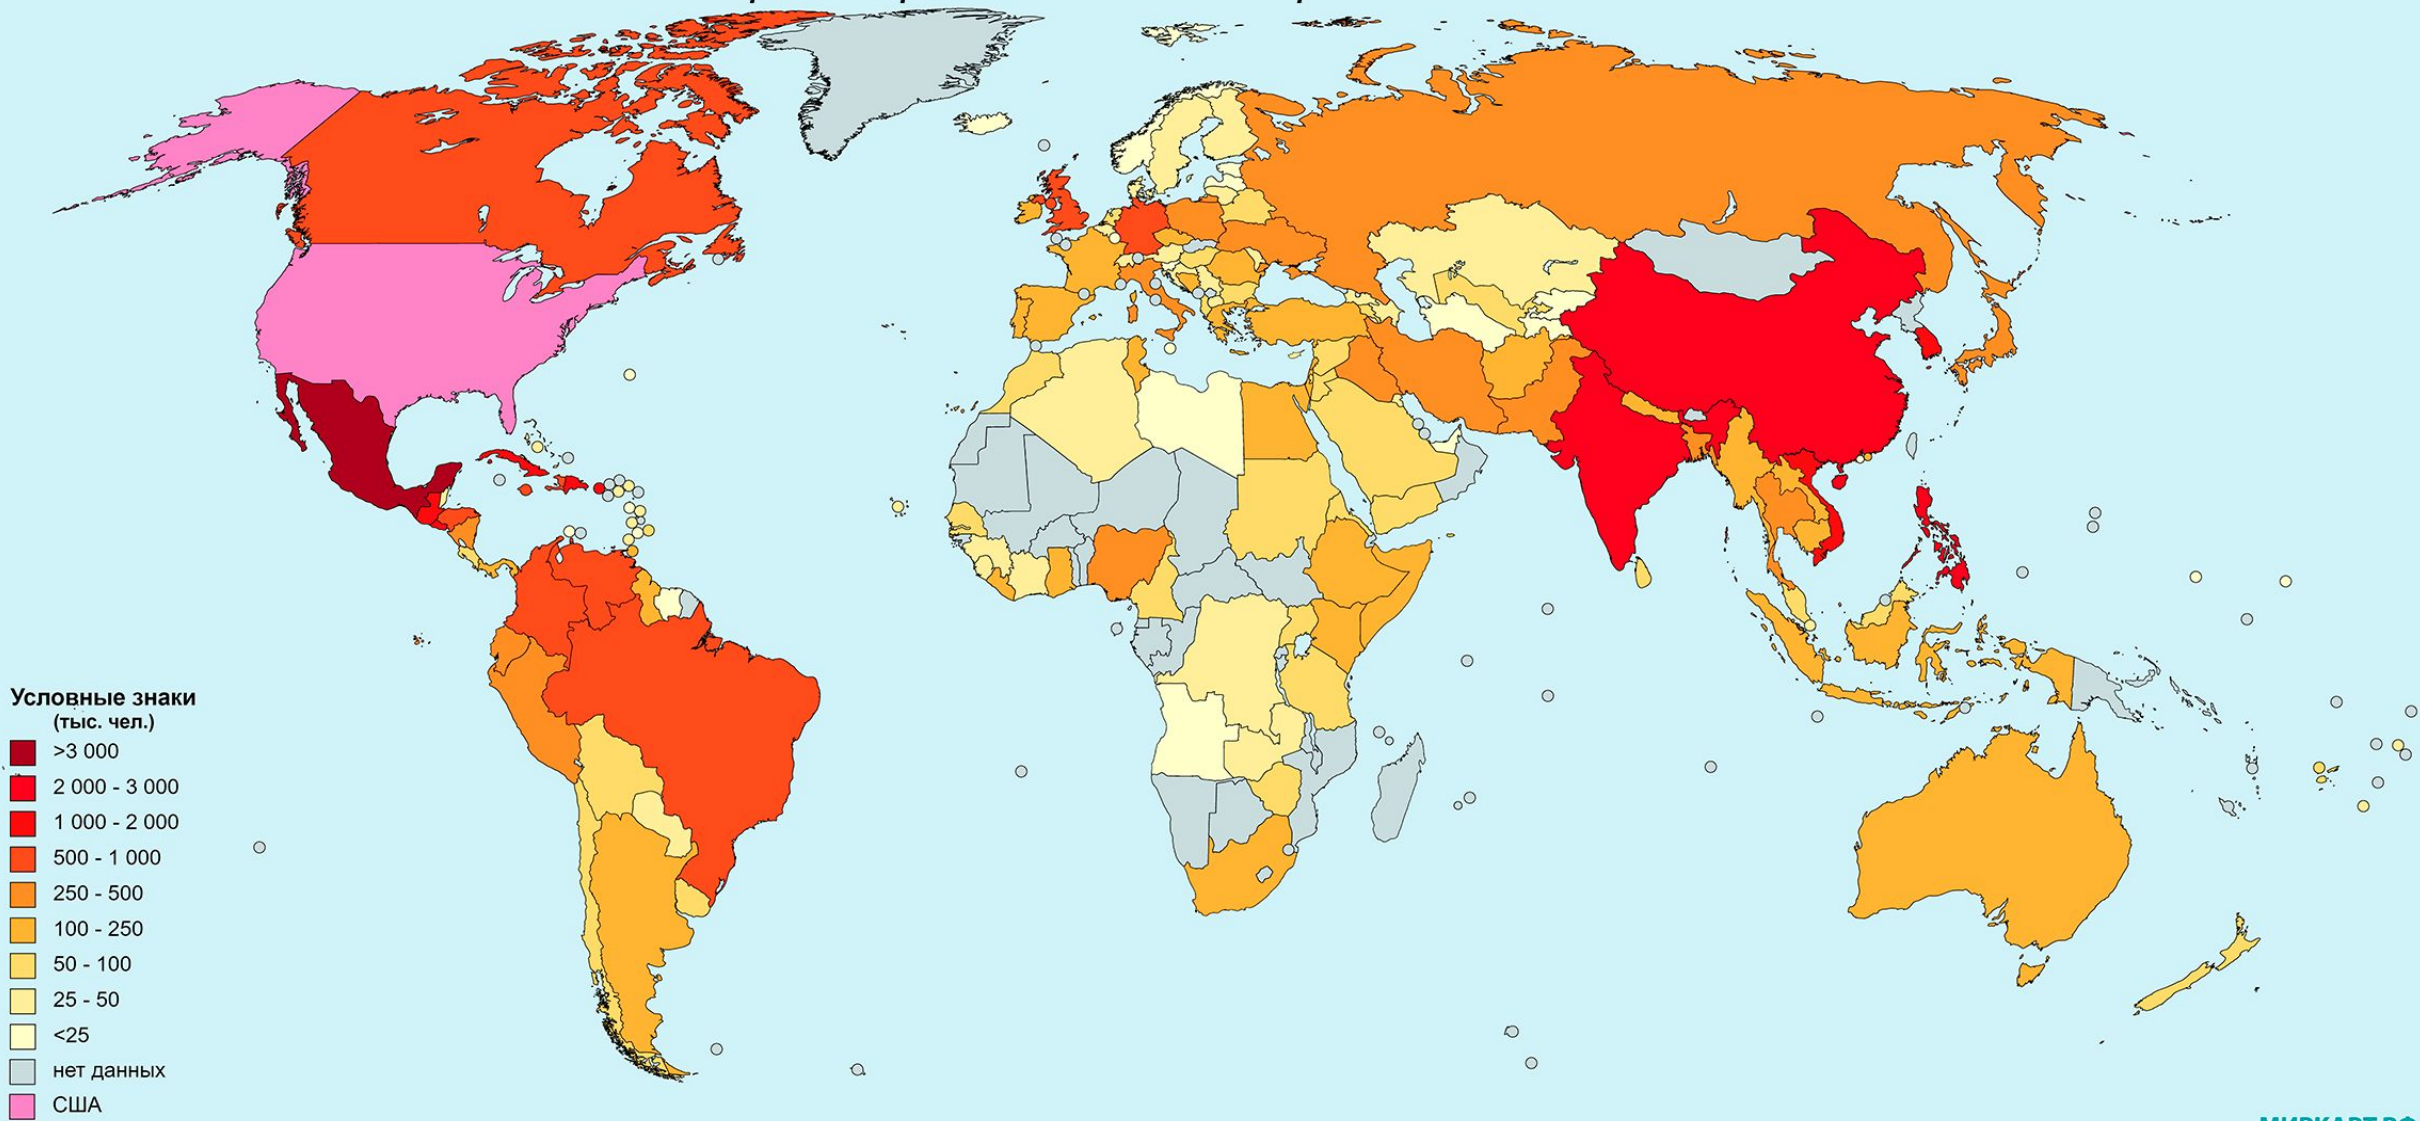 Условные знаки
(тыс. чел.)
>3 000
2 000 - 3 000
1 000 - 2 000
500 - 1 000
250 - 500
100 - 250
50 - 100
25 - 50
<25
нет данных
США